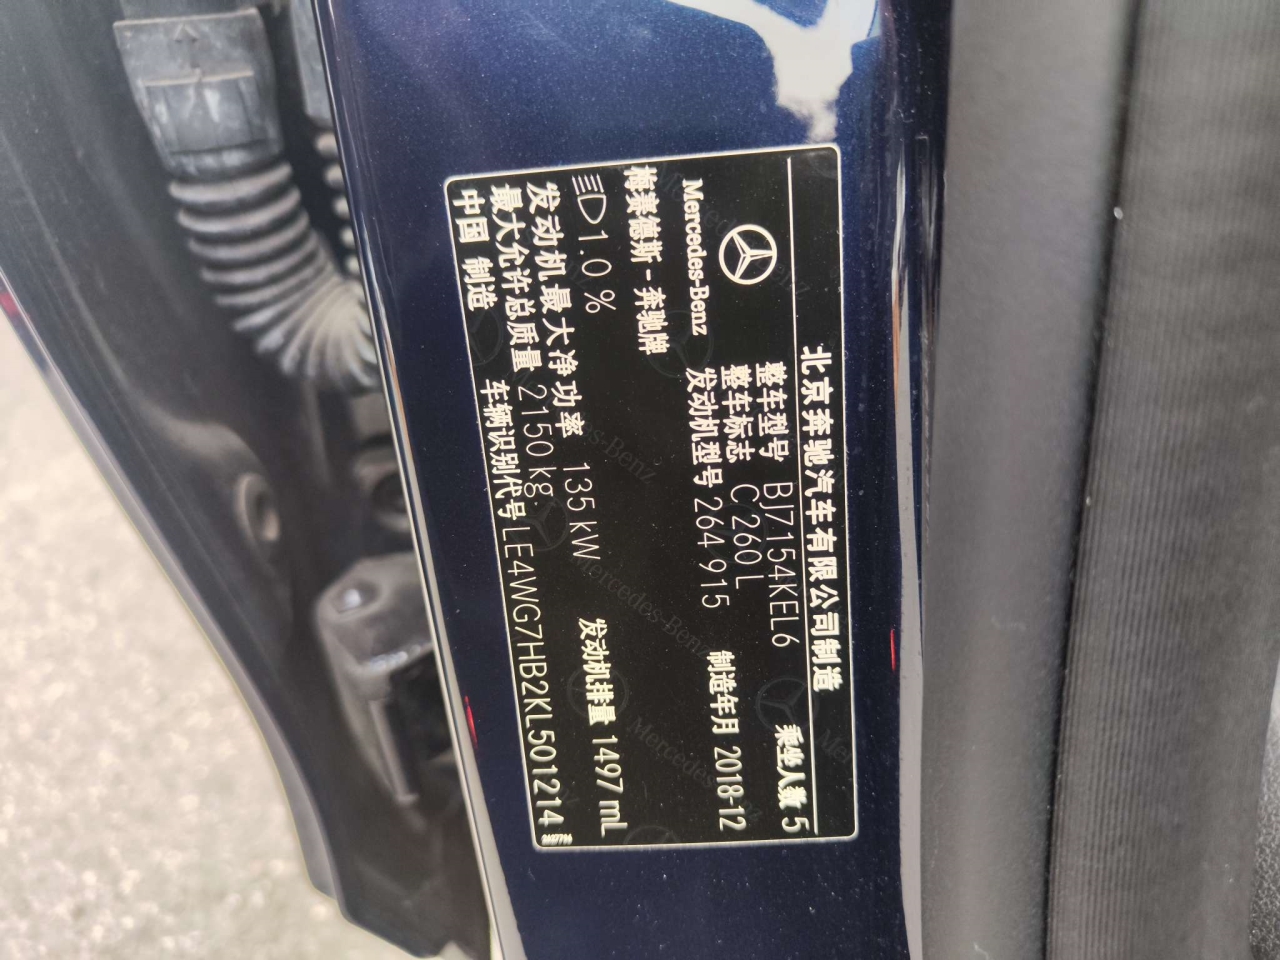 北京奔驰汽车有限公司制造
Mercedes-Benz
整车型号 BJ7154KEL6 乘坐人数 5
整车标志 C 260 L
发动机型号 264 915 制造年月 2018-12
梅赛德斯-奔驰牌
1.0 %
发动机最大净功率 135 kW 发动机排量 1497 mL
最大允许总质量 2150 kg
中国 制造 车辆识别代号 LE4WG7HB2KL501214